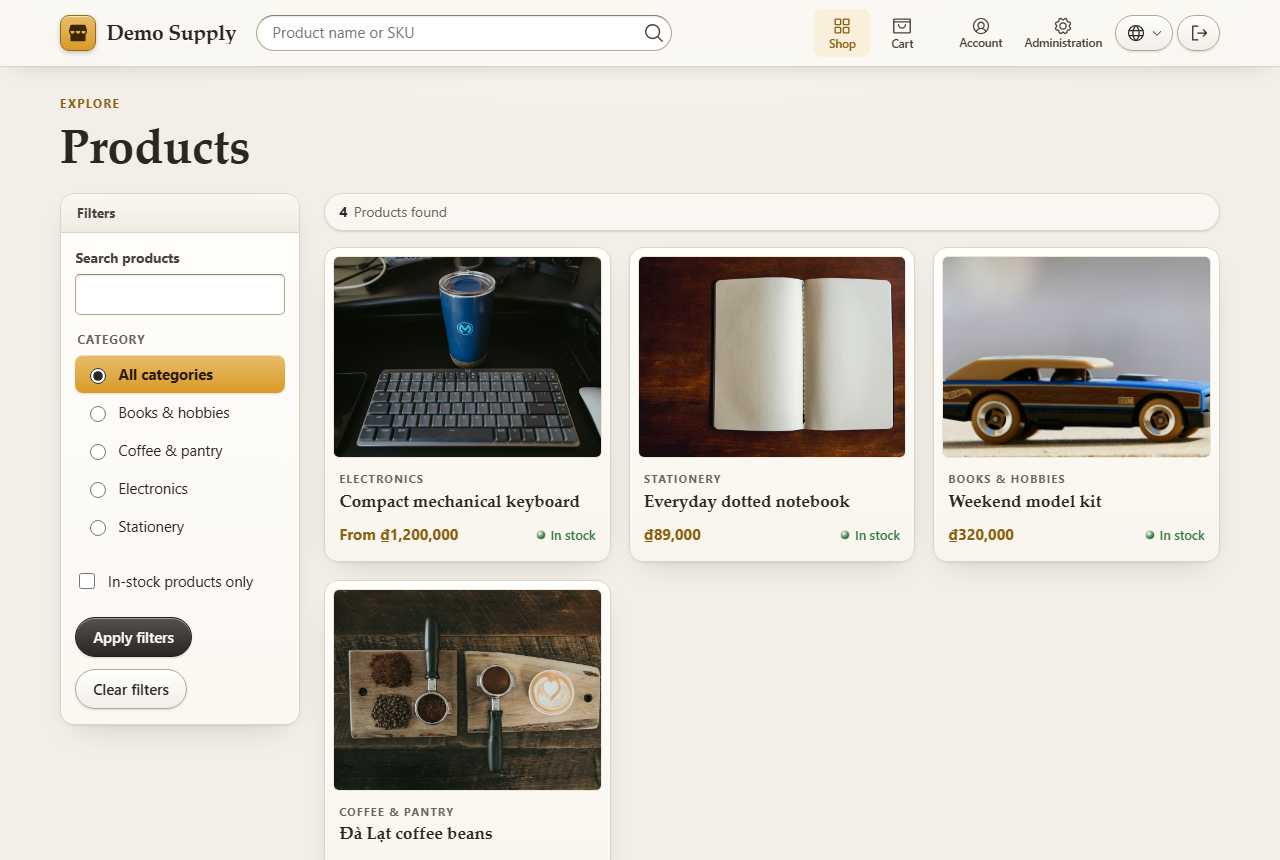 Demo Supply
Product name or SKU
Shop
Cart
Account
Administration
EXPLORE
Products
Filters
Search products
CATEGORY
All categories
Books & hobbies
Coffee & pantry
Electronics
Stationery
In-stock products only
Apply filters
Clear filters
4 Products found
ELECTRONICS
Compact mechanical keyboard
From ₫1,200,000
In stock
STATIONERY
Everyday dotted notebook
₫89,000
In stock
BOOKS & HOBBIES
Weekend model kit
₫320,000
In stock
COFFEE & PANTRY
Đà Lạt coffee beans